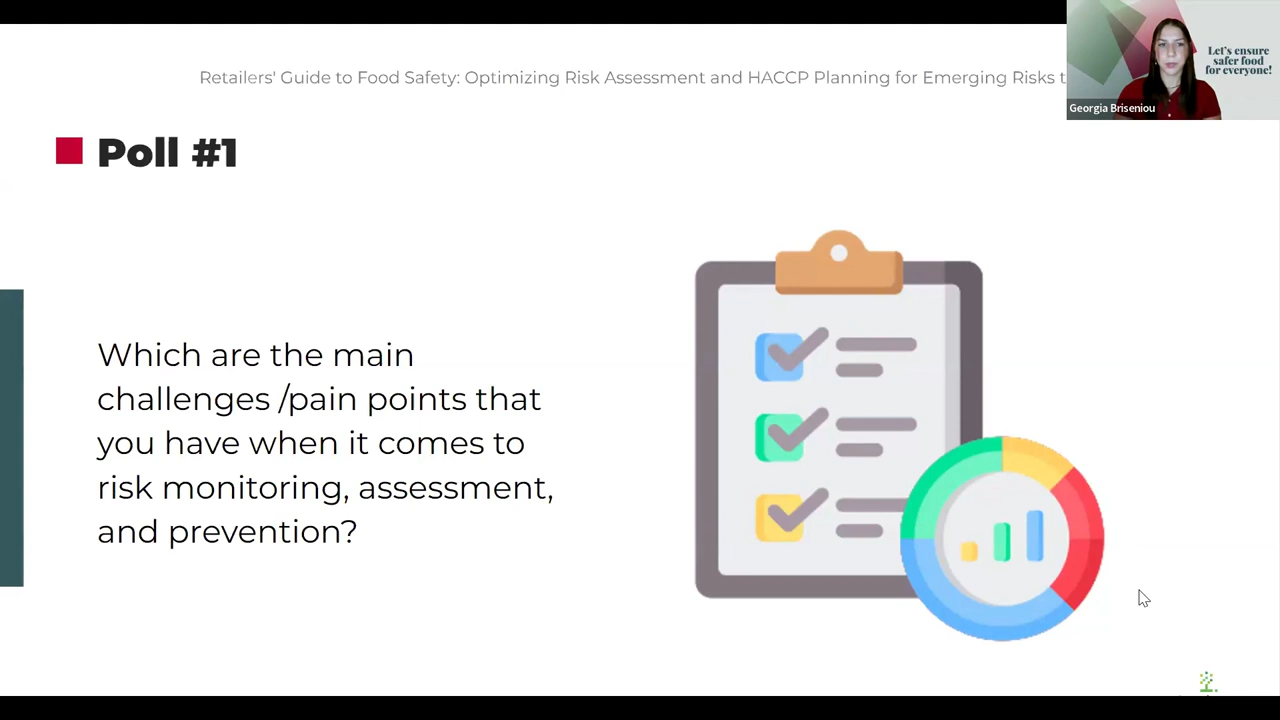 Retailers' Guide to Food Safety: Optimizing Risk Assessment and HACCP Planning for Emerging Risks t
Let's ensure
safer food
for everyone!
Georgia Briseniou
Poll #1
Which are the main
challenges /pain points that
you have when it comes to
risk monitoring, assessment,
and prevention?